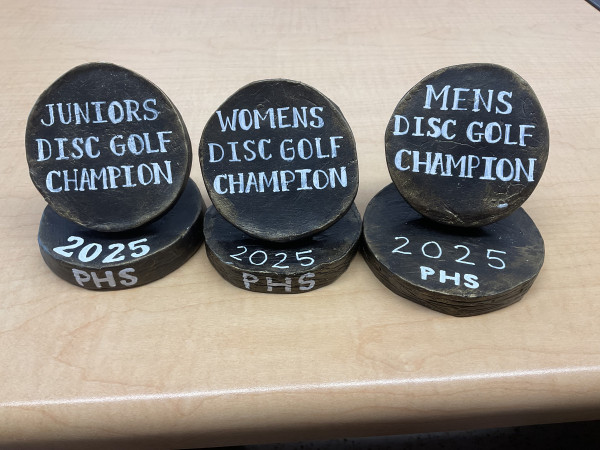 JUNIORS
DISC GOLF
CHAMPION
2025
PHS
WOMENS
DISC GOLF
CHAMPION
2025
PHS
MENS
DISC GOLF
CHAMPION
2025
PHS